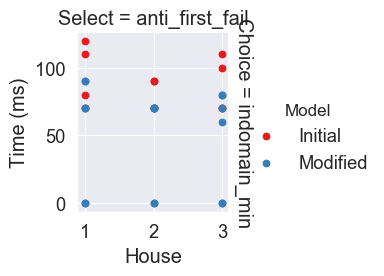 Select = anti_first_fail
Time (ms)
100
50
0
1 2 3
House
Choice = indomain_min
Model
Initial
Modified